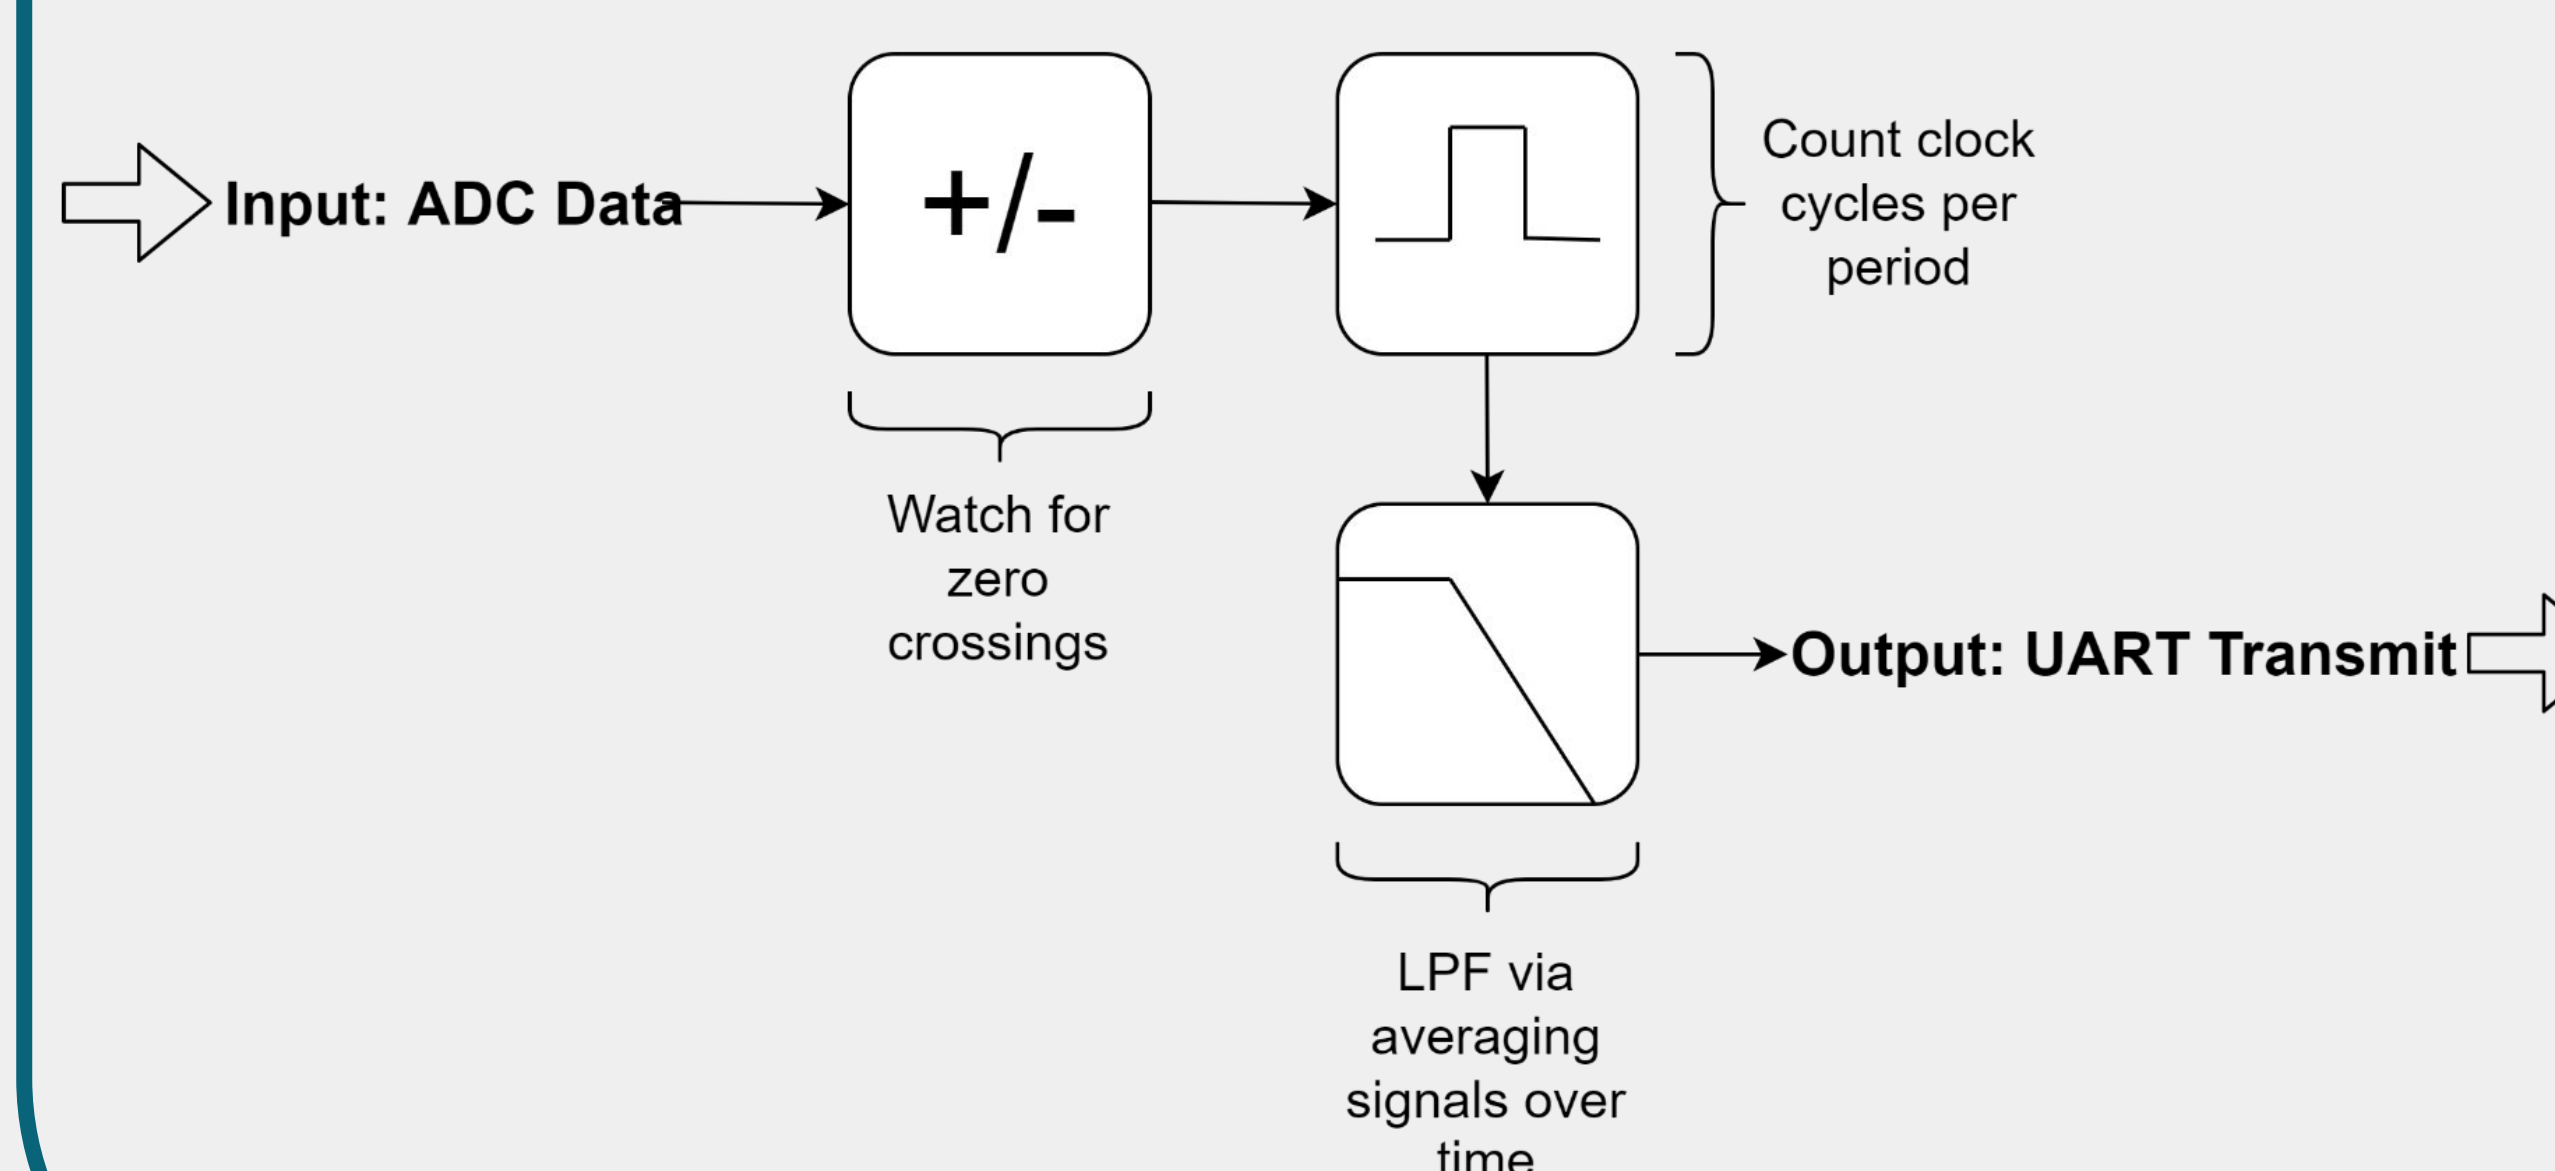 Input: ADC Data
+/-
Count clock
cycles per
period
Watch for
zero
crossings
Output: UART Transmit
LPF via
averaging
signals over
time